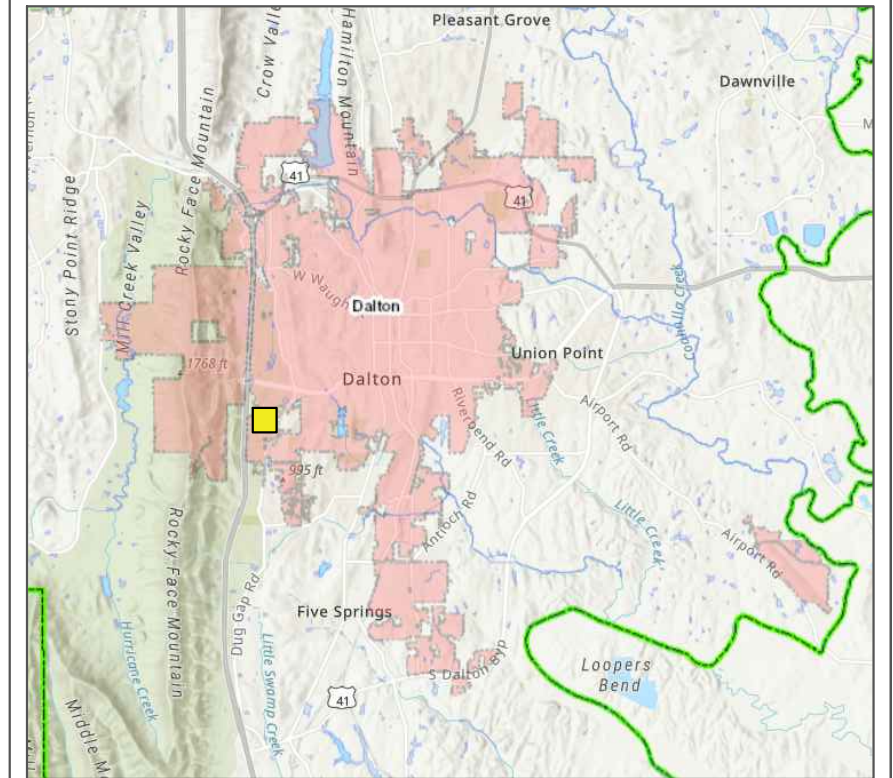 Pleasant Grove
Crow Valle
Hamilton Mountain
Dawnville
41
41
Rocky Face Mountain
Stony Point Ridge
Mill Creek Valley
W Waugh
Dalton
Coahulla Creek
Union Point
1768 ft
Dalton
Riverbend Rd
Little Creek
Airport Rd
995 ft
Rocky Face Mountain
Antioch Rd
Little Creek
Airport Rd
Dug Gap Rd
Five Springs
Hurricane Creek
Little Swamp Creek
S Dalton Byp
Loopers
Bend
41
Middle Mo